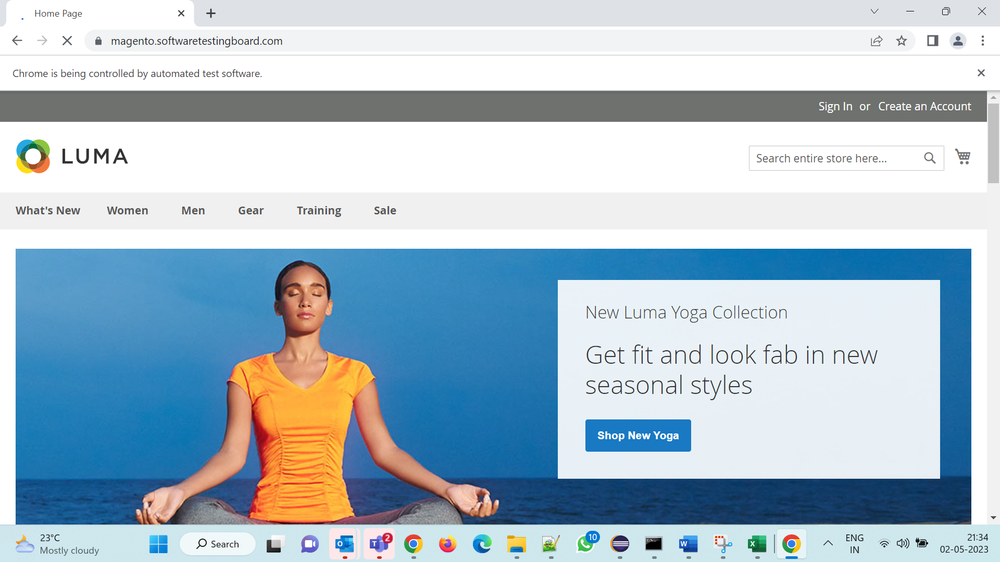 Home Page
magento.softwaretestingboard.com
Chrome is being controlled by automated test software.
Sign In or Create an Account
LUMA
Search entire store here...
What's New Women Men Gear Training Sale
New Luma Yoga Collection
Get fit and look fab in new
seasonal styles
Shop New Yoga
23°C
Mostly cloudy
Search
2
10
ENG
IN
21:34
02-05-2023